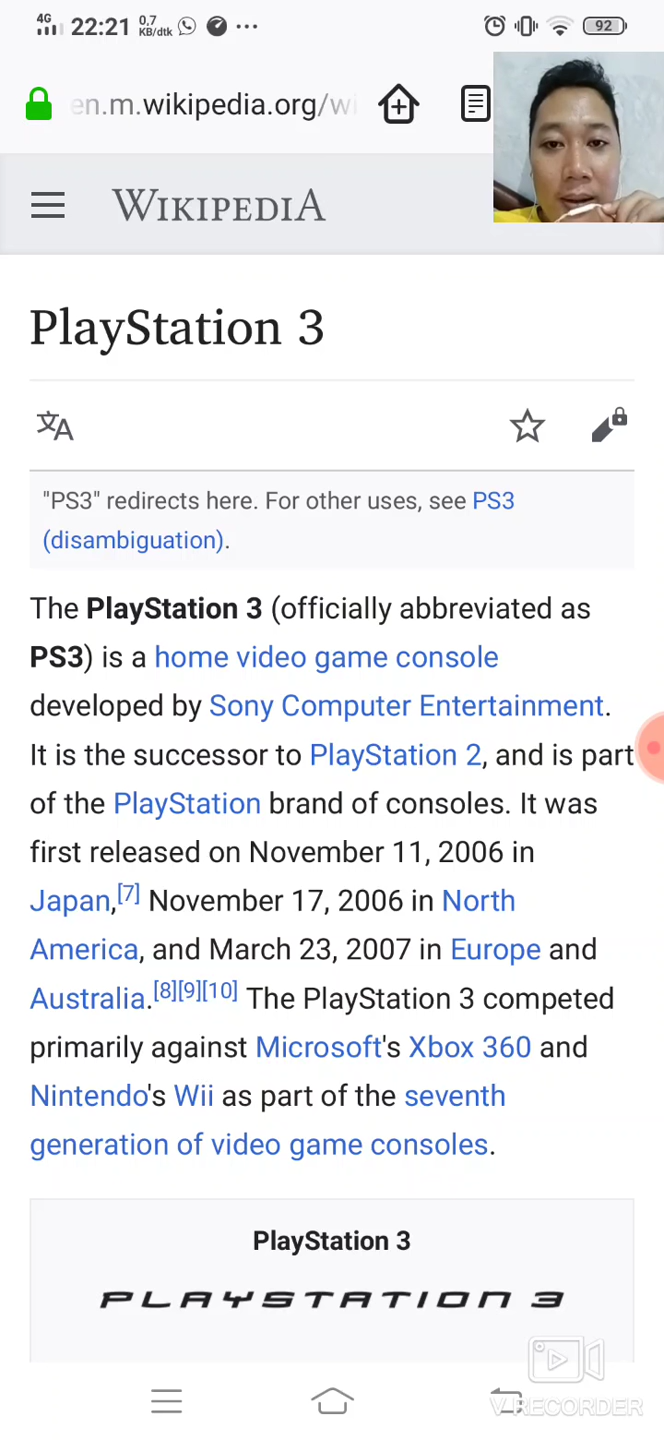 4G 22:21 0,7 KB/dtk ... 92
en.m.wikipedia.org/wi
WIKIPEDIA
PlayStation 3
文A
"PS3" redirects here. For other uses, see PS3
(disambiguation).
The PlayStation 3 (officially abbreviated as
PS3) is a home video game console
developed by Sony Computer Entertainment.
It is the successor to PlayStation 2, and is part
of the PlayStation brand of consoles. It was
first released on November 11, 2006 in
Japan,[7] November 17, 2006 in North
America, and March 23, 2007 in Europe and
Australia.[8][9][10] The PlayStation 3 competed
primarily against Microsoft's Xbox 360 and
Nintendo's Wii as part of the seventh
generation of video game consoles.
PlayStation 3
PLAYSTATION 3
V RECORDER